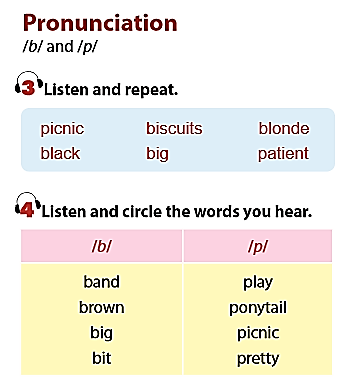 Pronunciation
/b/ and /p/
3 Listen and repeat.
picnic biscuits blonde
black big patient
4 Listen and circle the words you hear.
/b/ /p/
band play
brown ponytail
big picnic
bit pretty